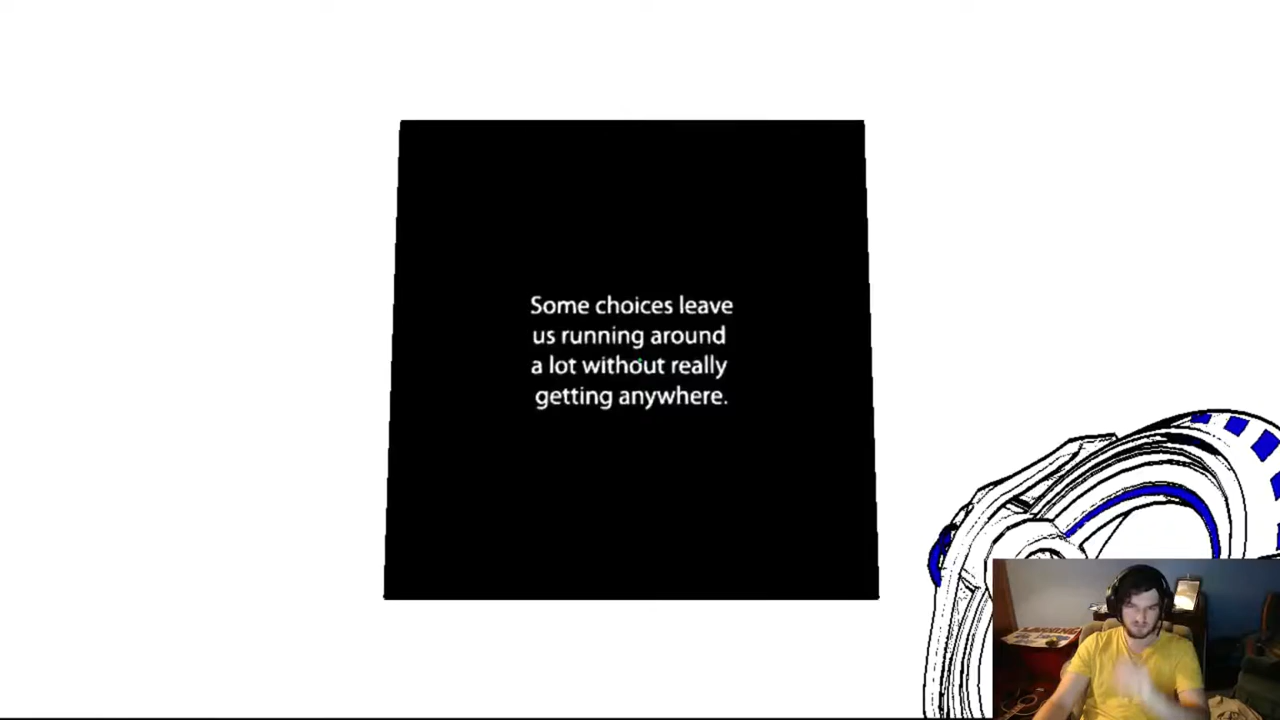 Some choices leave
us running around
a lot without really
getting anywhere.